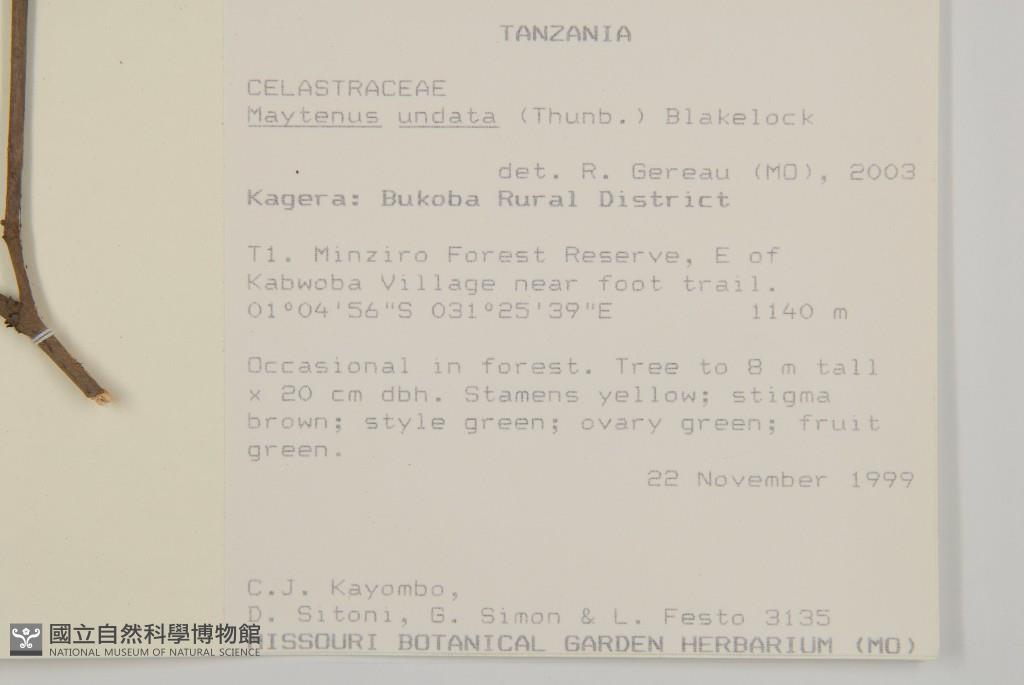 TANZANIA
CELASTRACEAE
Maytenus undata (Thunb.) Blakelock
det. R. Gereau (MO), 2003
Kagera: Bukoba Rural District
T1. Minziro Forest Reserve, E of
Kabwoba Village near foot trail.
01°04'56"S 031°25'39"E 1140 m
Occasional in forest. Tree to 8 m tall
x 20 cm dbh. Stamens yellow; stigma
brown; style green; ovary green; fruit
green.
22 November 1999
C.J. Kayombo,
D. Sitoni, G. Simon & L. Festo 3135
MISSOURI BOTANICAL GARDEN HERBARIUM (MO)
國立自然科學博物館
NATIONAL MUSEUM OF NATURAL SCIENCE